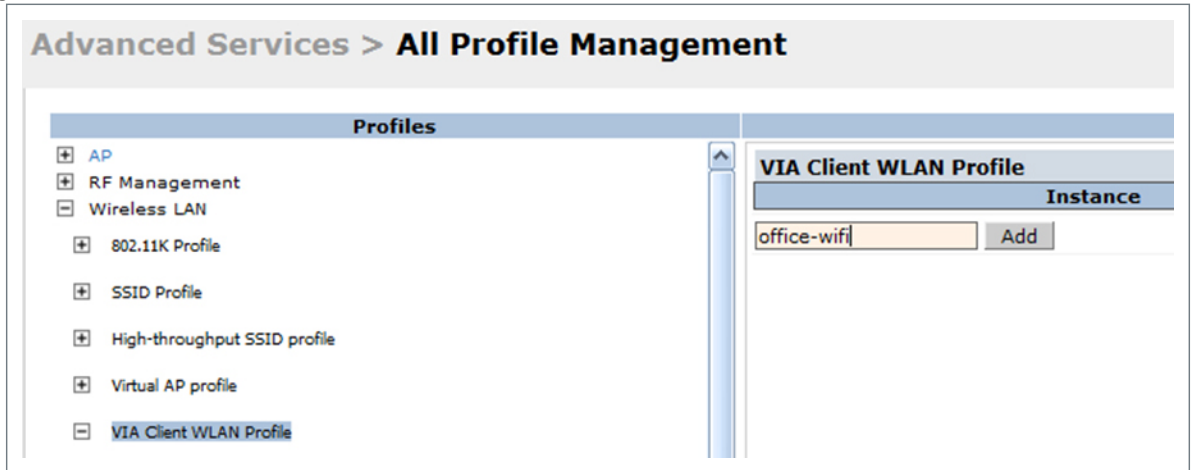 Advanced Services > All Profile Management
Profiles
AP
RF Management
Wireless LAN
802.11K Profile
SSID Profile
High-throughput SSID profile
Virtual AP profile
VIA Client WLAN Profile
VIA Client WLAN Profile
Instance
office-wifi Add